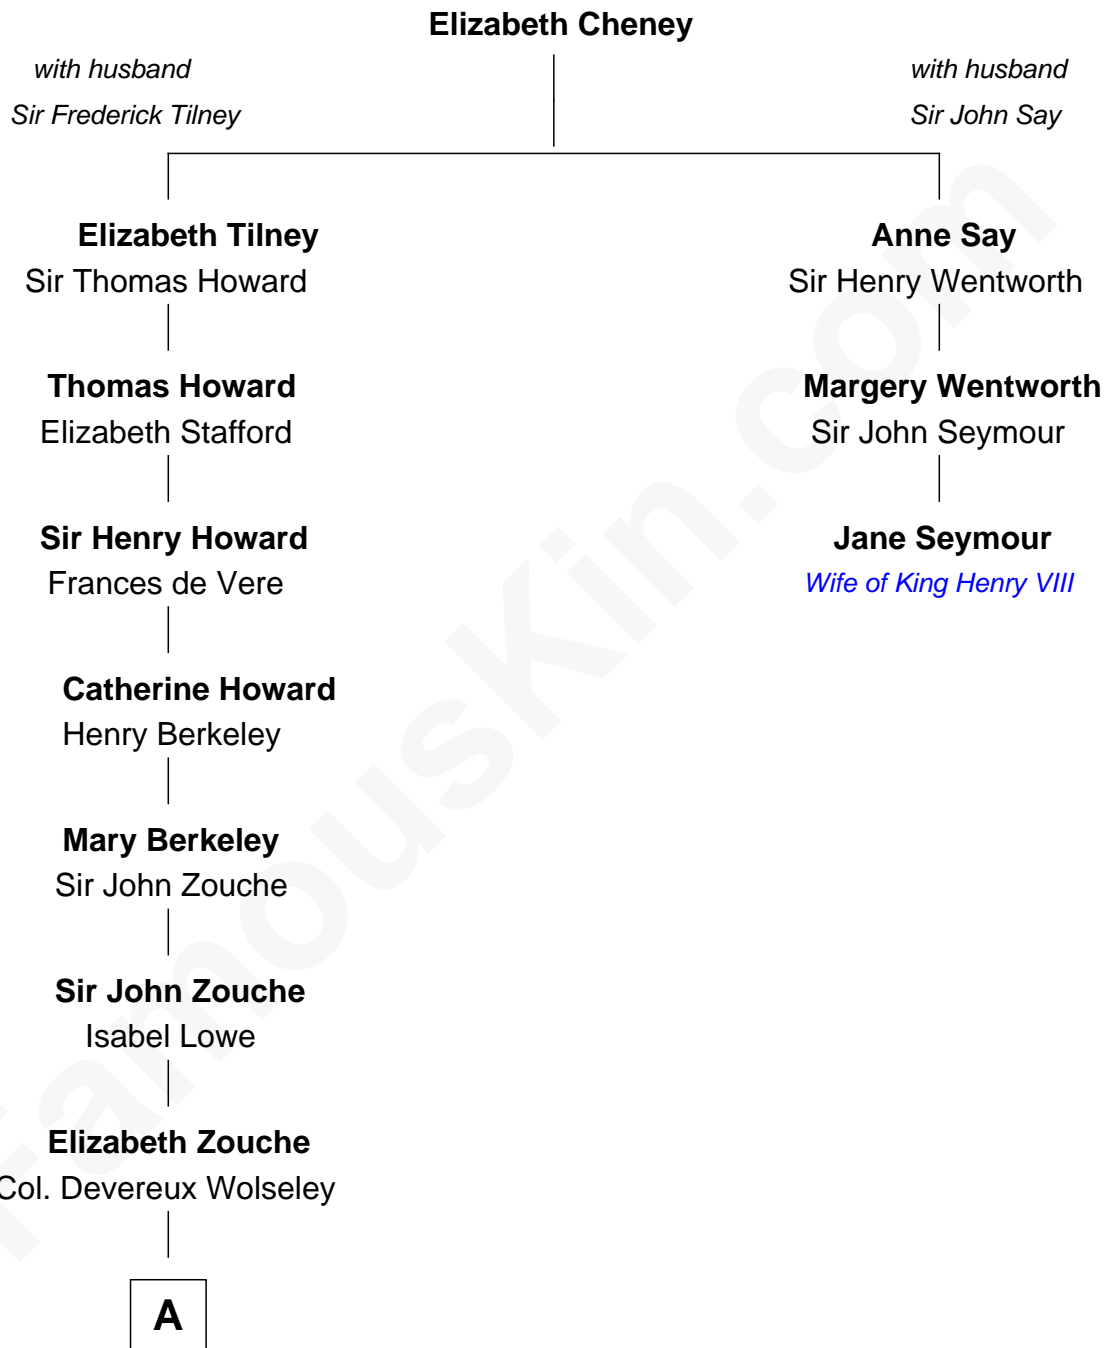 Elizabeth Cheney
with husband
Sir Frederick Tilney
with husband
Sir John Say
Elizabeth Tilney
Sir Thomas Howard
Anne Say
Sir Henry Wentworth
Thomas Howard
Elizabeth Stafford
Margery Wentworth
Sir John Seymour
Sir Henry Howard
Frances de Vere
Jane Seymour
Wife of King Henry VIII
Catherine Howard
Henry Berkeley
Mary Berkeley
Sir John Zouche
Sir John Zouche
Isabel Lowe
Elizabeth Zouche
Col. Devereux Wolseley
A
FamousKin.com